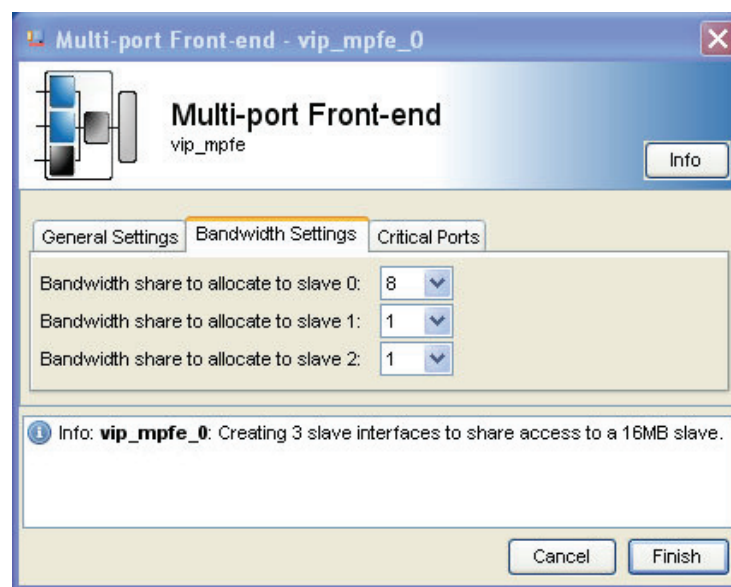 Multi-port Front-end - vip_mpfe_0
Multi-port Front-end
vip_mpfe
Info
General Settings Bandwidth Settings Critical Ports
Bandwidth share to allocate to slave 0: 8
Bandwidth share to allocate to slave 1: 1
Bandwidth share to allocate to slave 2: 1
Info: vip_mpfe_0: Creating 3 slave interfaces to share access to a 16MB slave.
Cancel Finish